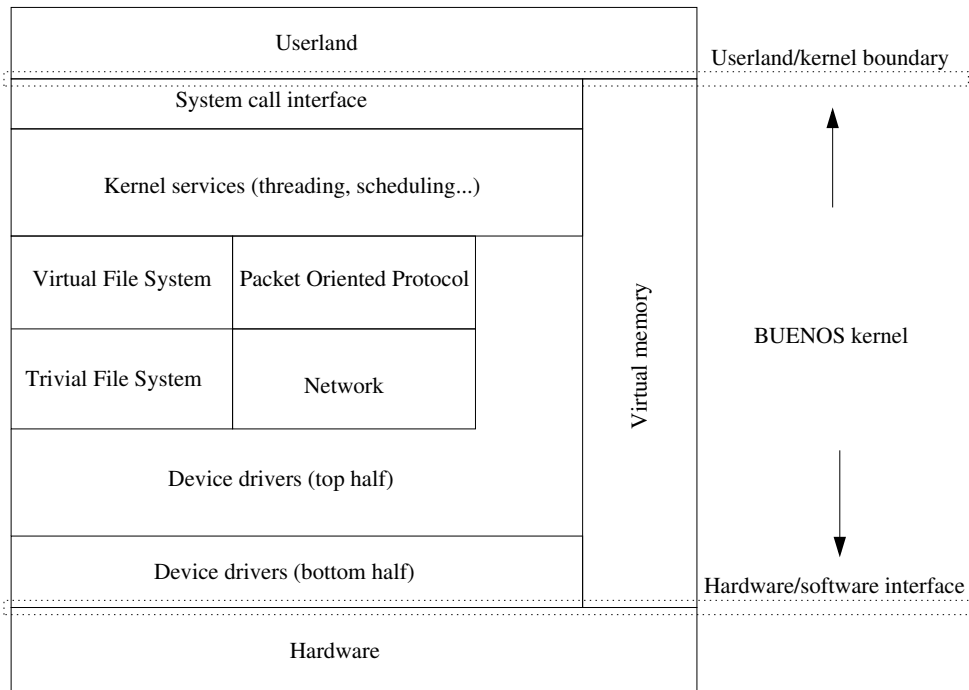 Userland
Userland/kernel boundary
System call interface
Kernel services (threading, scheduling...)
Virtual File System
Packet Oriented Protocol
Virtual memory
BUENOS kernel
Trivial File System
Network
Device drivers (top half)
Device drivers (bottom half)
Hardware/software interface
Hardware